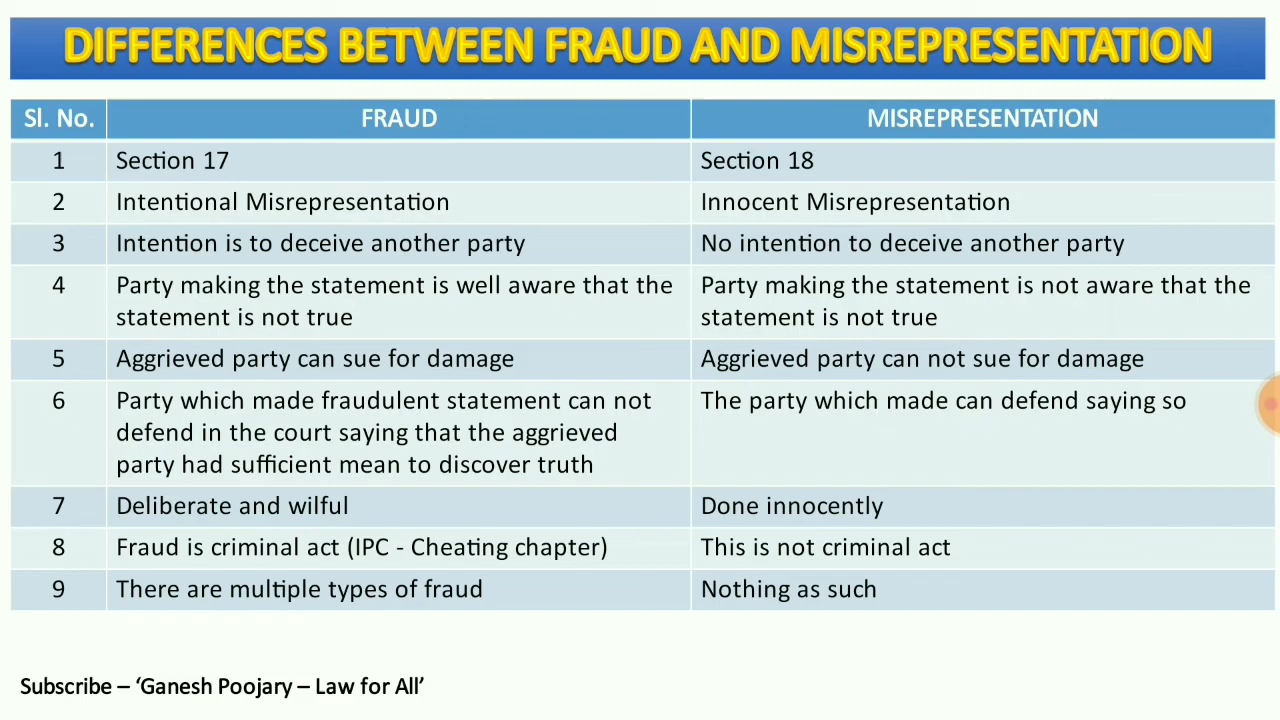 DIFFERENCES BETWEEN FRAUD AND MISREPRESENTATION
Sl. No. FRAUD MISREPRESENTATION
1 Section 17 Section 18
2 Intentional Misrepresentation Innocent Misrepresentation
3 Intention is to deceive another party No intention to deceive another party
4 Party making the statement is well aware that the Party making the statement is not aware that the
statement is not true statement is not true
5 Aggrieved party can sue for damage Aggrieved party can not sue for damage
6 Party which made fraudulent statement can not The party which made can defend saying so
defend in the court saying that the aggrieved
party had sufficient mean to discover truth
7 Deliberate and wilful Done innocently
8 Fraud is criminal act (IPC - Cheating chapter) This is not criminal act
9 There are multiple types of fraud Nothing as such
Subscribe – ‘Ganesh Poojary – Law for All’